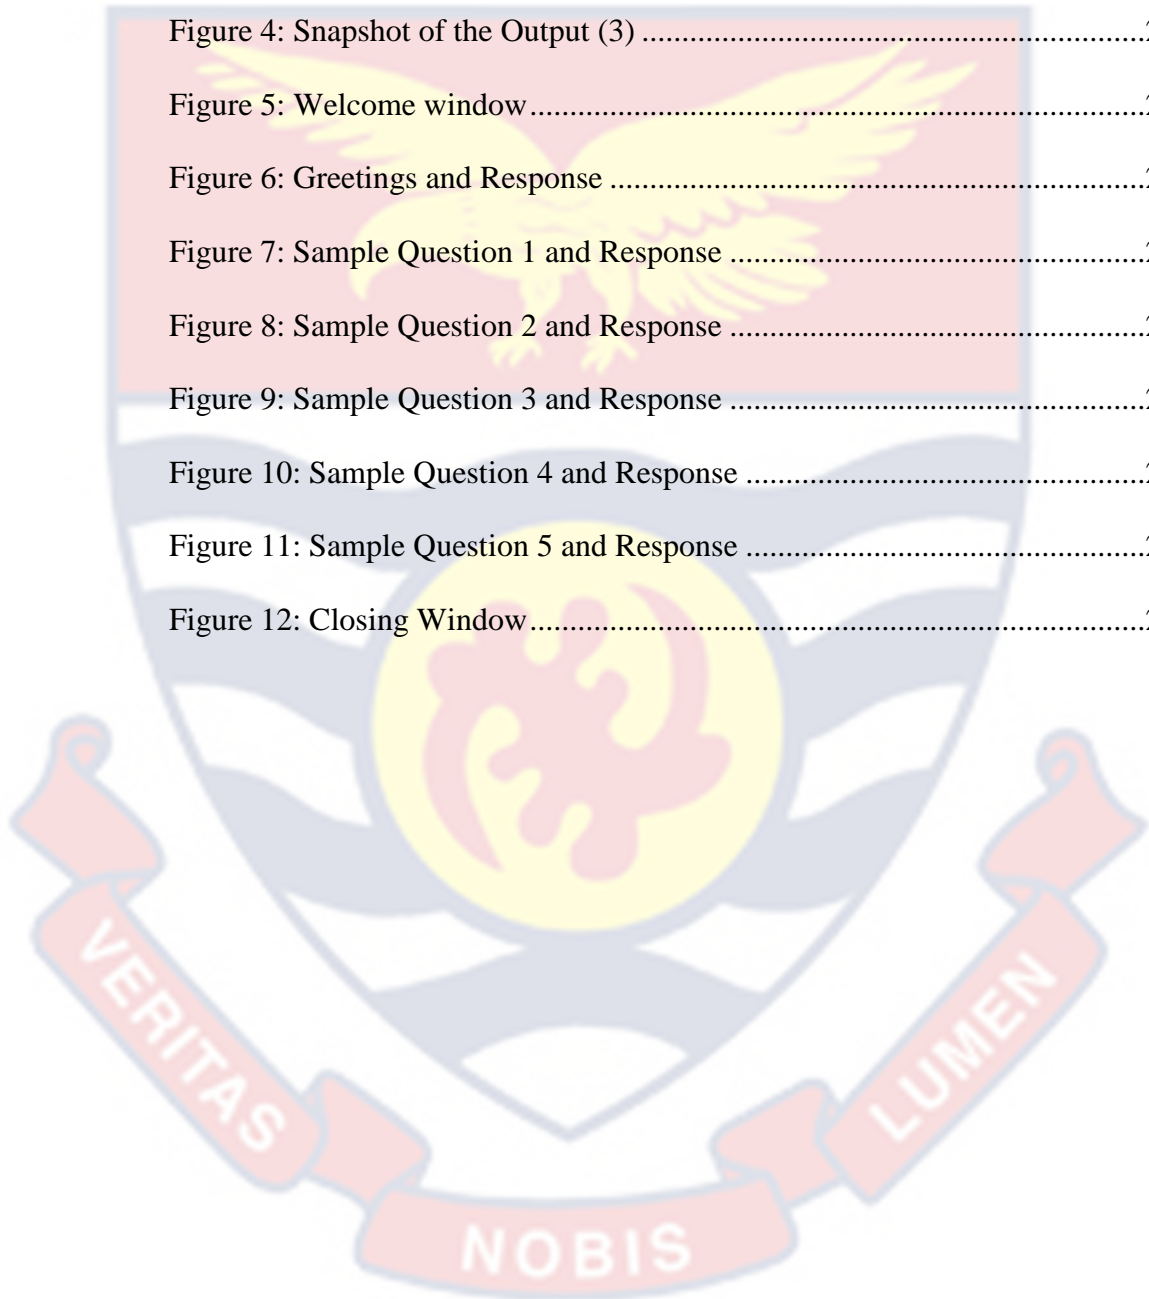 Figure 4: Snapshot of the Output (3) ..............................................................
Figure 5: Welcome window............................................................................
Figure 6: Greetings and Response ..................................................................
Figure 7: Sample Question 1 and Response ...................................................
Figure 8: Sample Question 2 and Response ...................................................
Figure 9: Sample Question 3 and Response ...................................................
Figure 10: Sample Question 4 and Response .................................................
Figure 11: Sample Question 5 and Response .................................................
Figure 12: Closing Window............................................................................
VERITAS
NOBIS
LUMEN